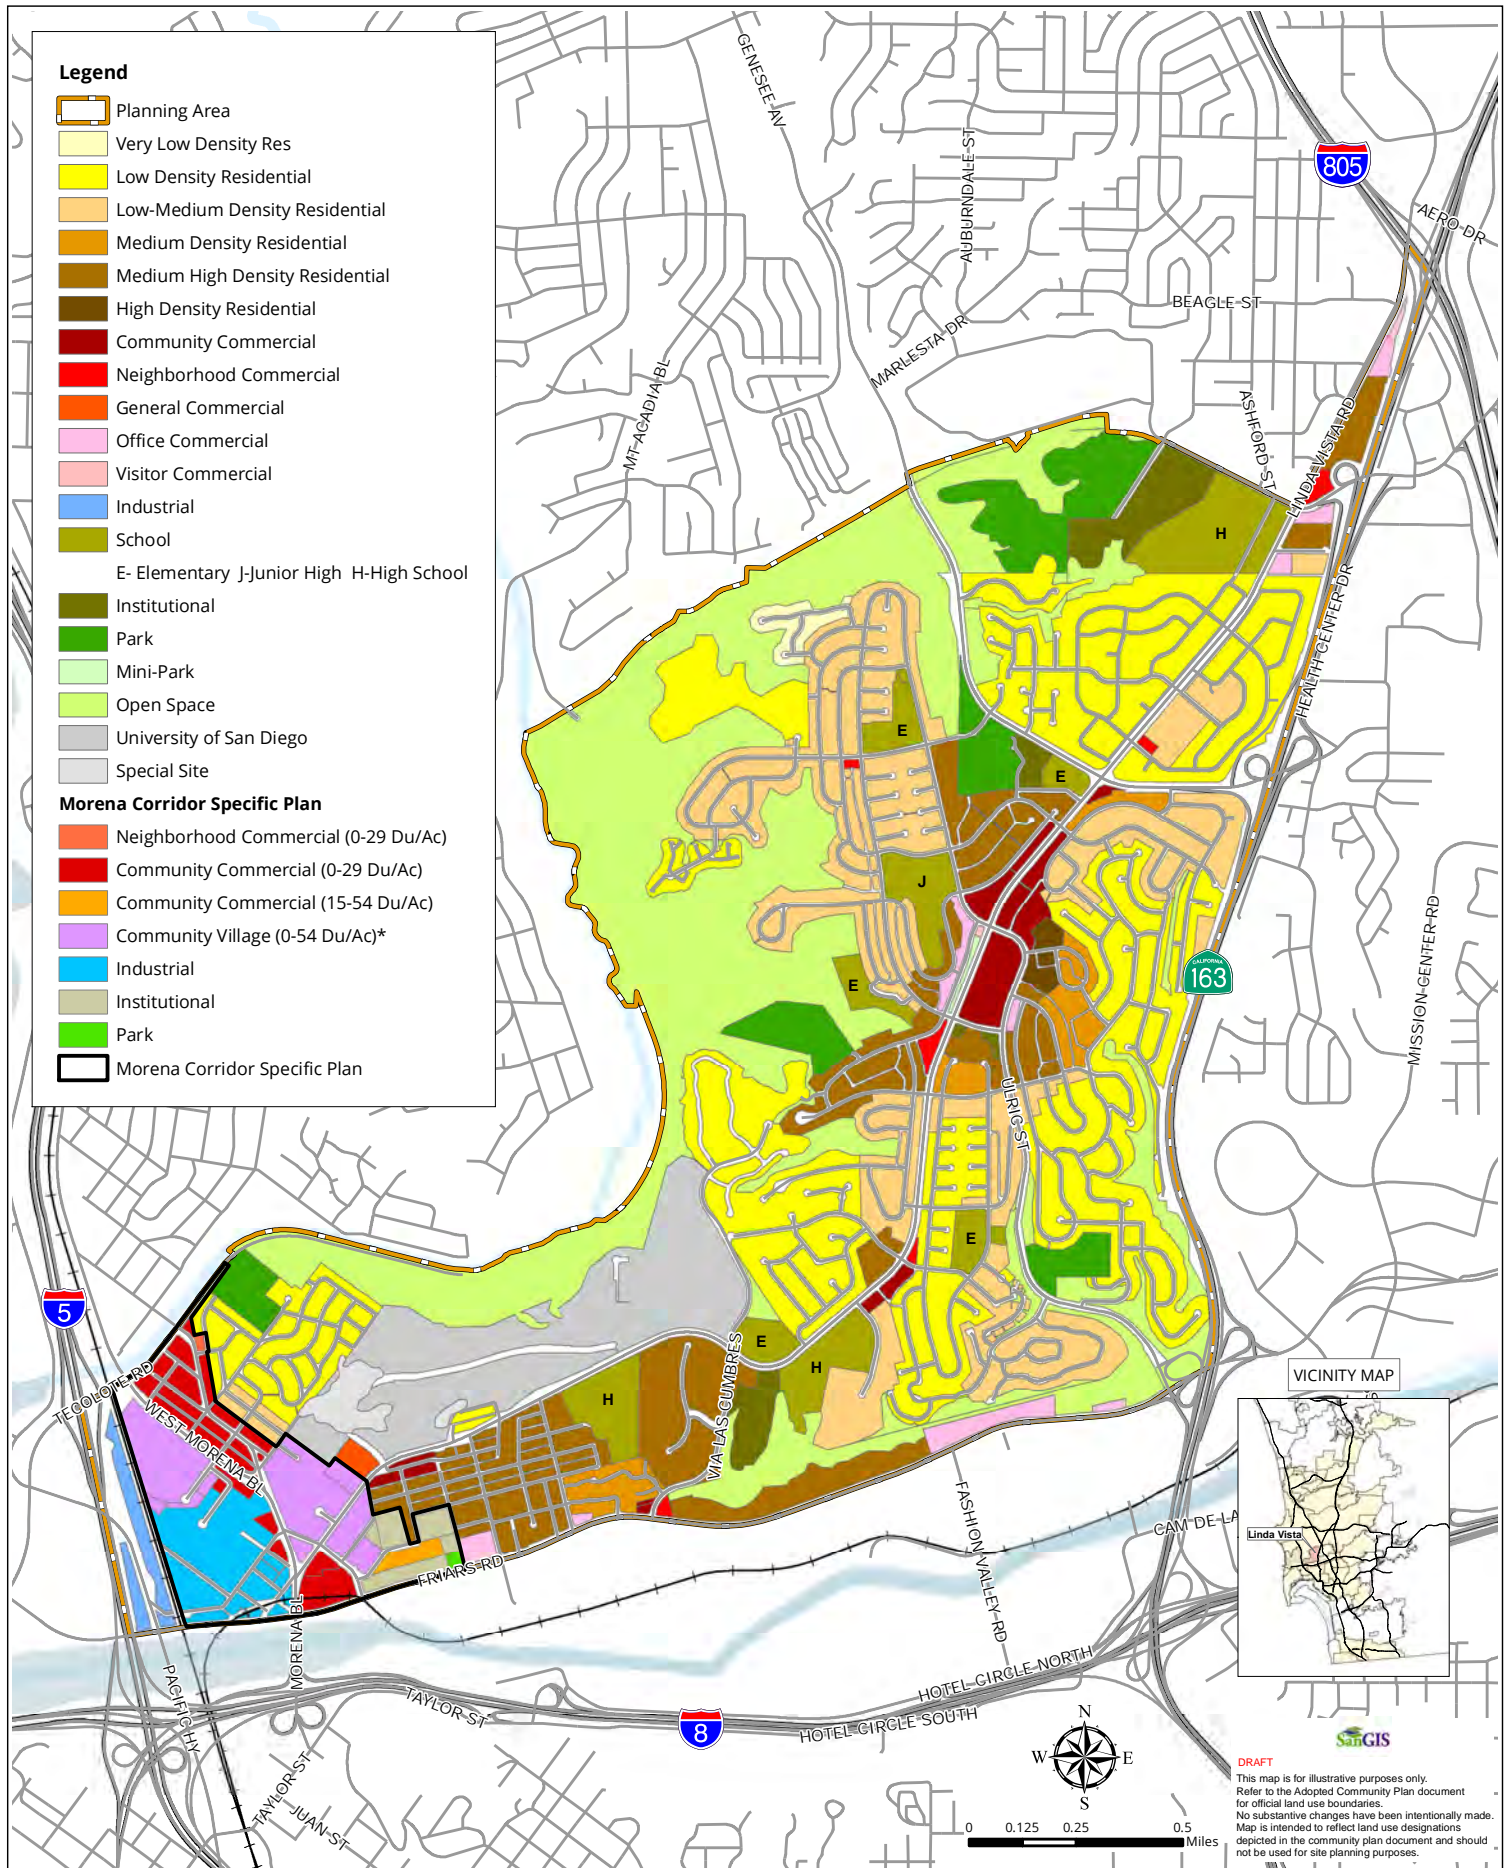 Legend
Planning Area
Very Low Density Res
Low Density Residential
Low-Medium Density Residential
Medium Density Residential
Medium High Density Residential
High Density Residential
Community Commercial
Neighborhood Commercial
General Commercial
Office Commercial
Visitor Commercial
Industrial
School
E- Elementary J-Junior High H-High School
Institutional
Park
Mini-Park
Open Space
University of San Diego
Special Site
Morena Corridor Specific Plan
Neighborhood Commercial (0-29 Du/Ac)
Community Commercial (0-29 Du/Ac)
Community Commercial (15-54 Du/Ac)
Community Village (0-54 Du/Ac)*
Industrial
Institutional
Park
Morena Corridor Specific Plan
GENESEE AV
AUBURNDALE ST
805
AERO DR
BEAGLE ST
MARLESTA DR
MT ACADIA BL
ASHFORD ST
LINDA VISTA RD
H
HEALTH CENTER DR
E
E
J
E
CALIFORNIA
163
MISSION CENTER RD
ULRIC ST
E
5
E
H
H
VIA LAS CUMBRES
TECOLOTE RD
WEST MORENA BL
FRIARS RD
FASHION VALLEY RD
CAM DE LA
MORENA BL
PACIFIC HY
TAYLOR ST
TAYLOR ST
JUAN ST
8
HOTEL CIRCLE NORTH
HOTEL CIRCLE SOUTH
VICINITY MAP
Linda Vista
N
W
E
S
0 0.125 0.25 0.5
Miles
SanGIS
DRAFT
This map is for illustrative purposes only.
Refer to the Adopted Community Plan document
for official land use boundaries.
No substantive changes have been intentionally made.
Map is intended to reflect land use designations
depicted in the community plan document and should
not be used for site planning purposes.